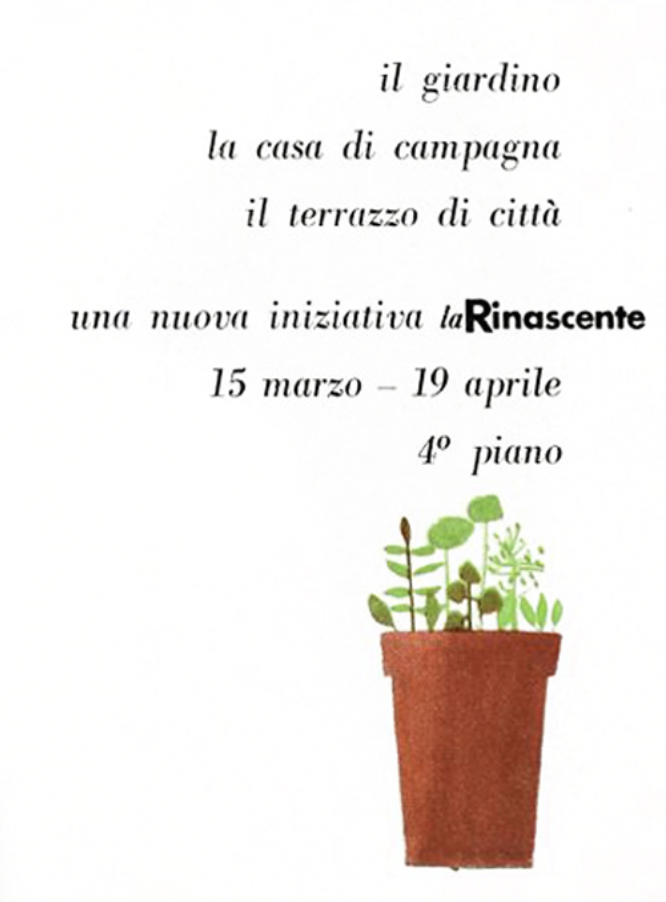 il giardino
la casa di campagna
il terrazzo di città
una nuova iniziativa laRinascente
15 marzo – 19 aprile
4º piano